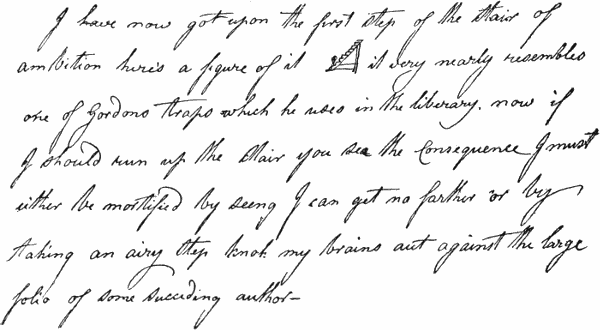 I have now got upon the first step of the stair of
ambition here's a figure of it it very nearly resembles
one of Gordons traps which he uses in the liberary. now if
I should run up the stair you see the Consequence I must
either be mortified by seeng I can get no farther or by
taking an airy step knok my brains out against the large
folio of some succiding author—